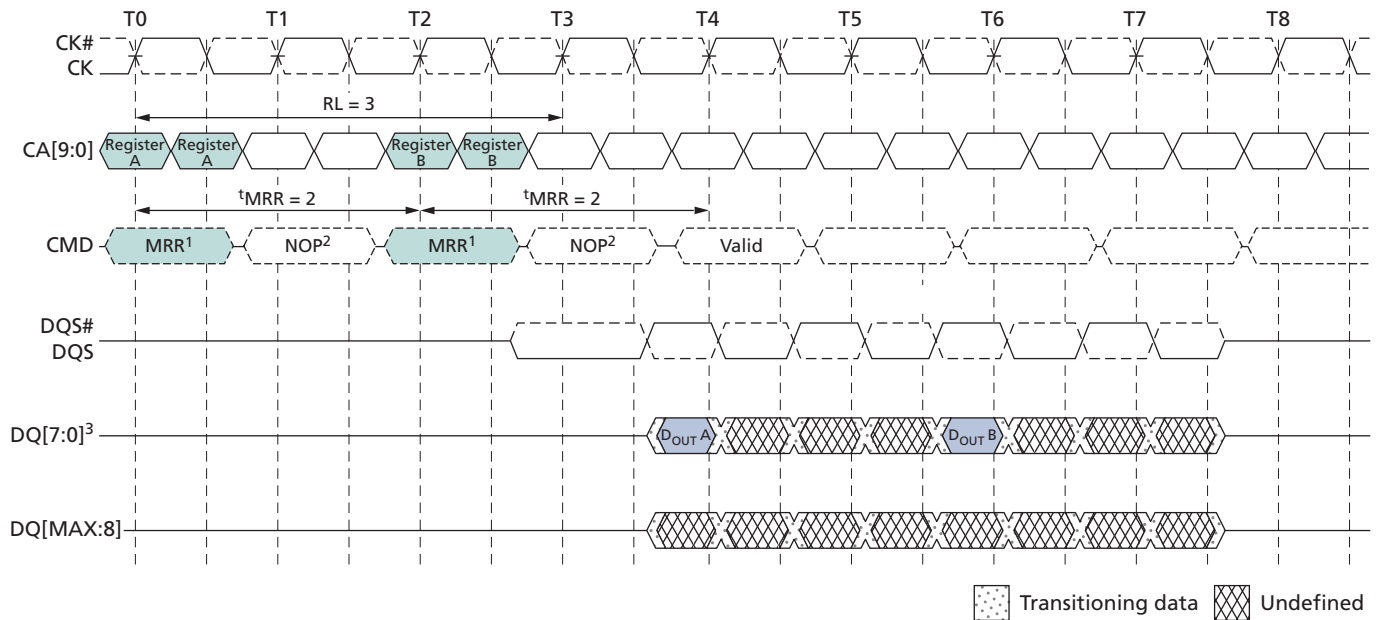 T0 T1 T2 T3 T4 T5 T6 T7 T8
CK#
CK
RL = 3
CA[9:0] Register A Register A Register B Register B
tMRR = 2 tMRR = 2
CMD MRR1 NOP2 MRR1 NOP2 Valid
DQS#
DQS
DQ[7:0]3 DOUT A DOUT B
DQ[MAX:8]
Transitioning data Undefined